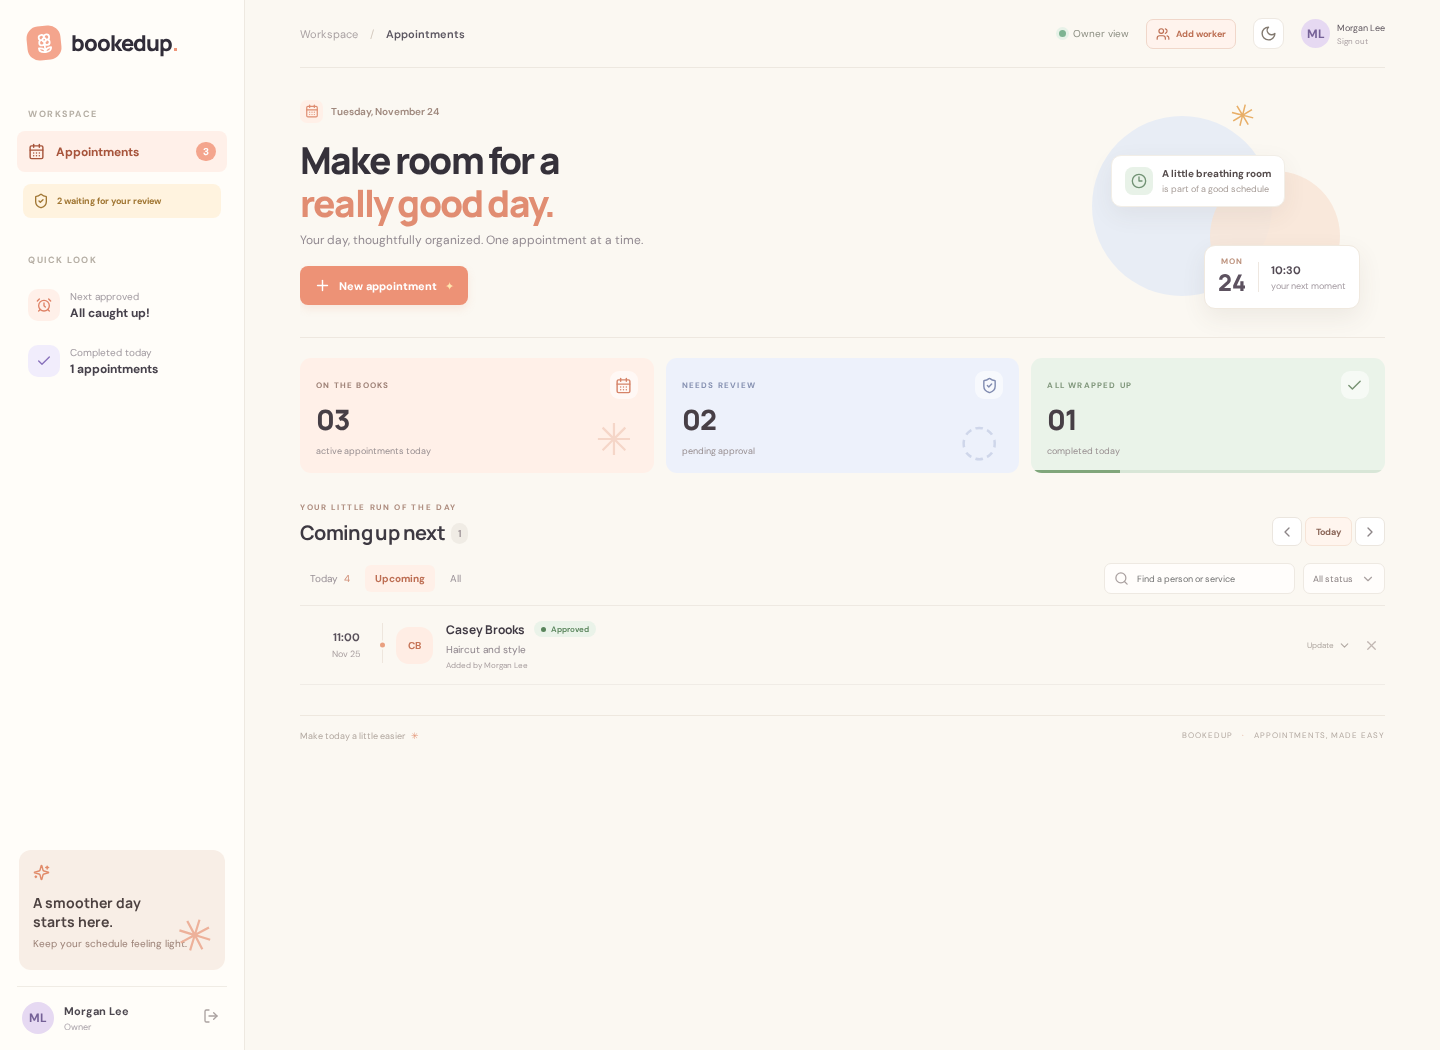 bookedup.
WORKSPACE
Appointments 3
2 waiting for your review
QUICK LOOK
Next approved
All caught up!
Completed today
1 appointments
A smoother day
starts here.
Keep your schedule feeling light.
ML Morgan Lee
Owner
Workspace / Appointments
Owner view
Add worker
ML Morgan Lee
Sign out
Tuesday, November 24
Make room for a
really good day.
Your day, thoughtfully organized. One appointment at a time.
New appointment
A little breathing room
is part of a good schedule
MON
24
10:30
your next moment
ON THE BOOKS
03
active appointments today
NEEDS REVIEW
02
pending approval
ALL WRAPPED UP
01
completed today
YOUR LITTLE RUN OF THE DAY
Coming up next 1
Today
Today 4 Upcoming All
Find a person or service
All status
11:00
Nov 25
CB
Casey Brooks Approved
Haircut and style
Added by Morgan Lee
Update
Make today a little easier
BOOKEDUP · APPOINTMENTS, MADE EASY